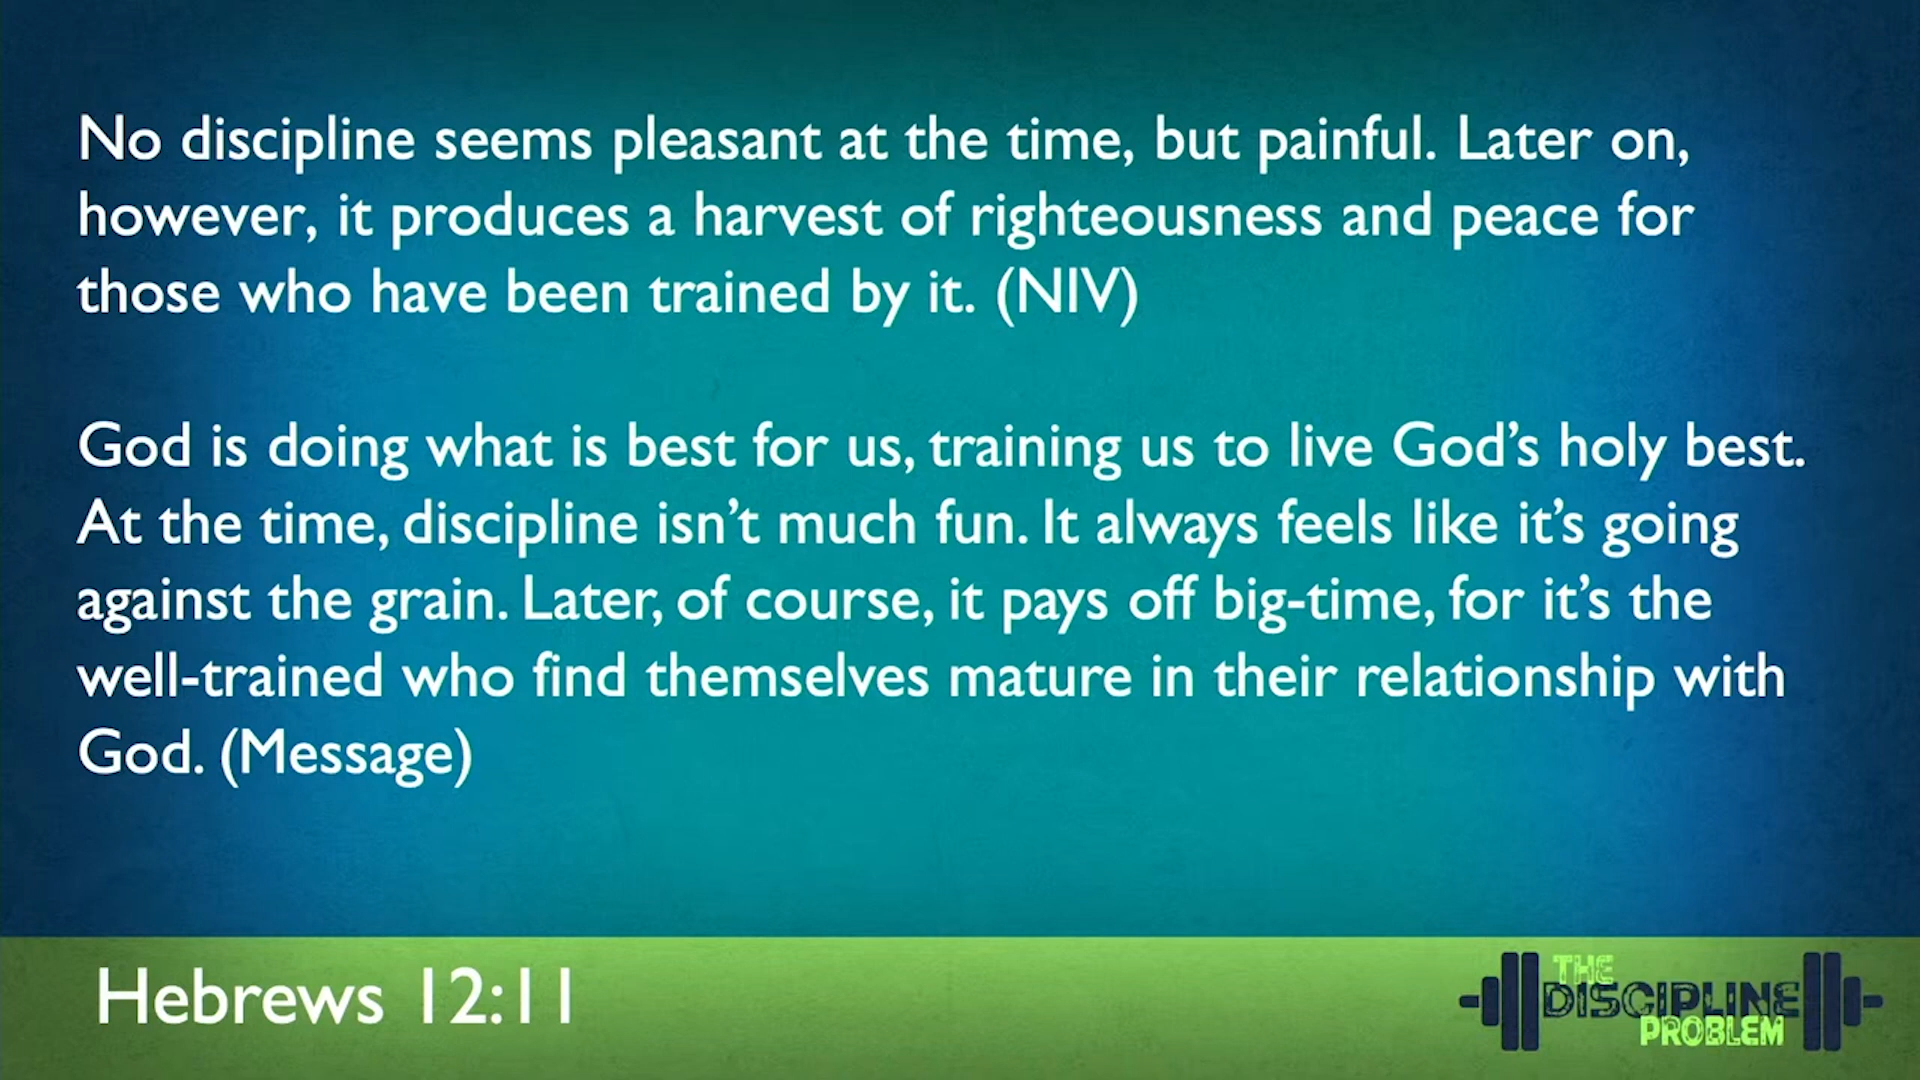 No discipline seems pleasant at the time, but painful. Later on,
however, it produces a harvest of righteousness and peace for
those who have been trained by it. (NIV)
God is doing what is best for us, training us to live God’s holy best.
At the time, discipline isn’t much fun. It always feels like it’s going
against the grain. Later, of course, it pays off big-time, for it’s the
well-trained who find themselves mature in their relationship with
God. (Message)
Hebrews 12:11
THE
DISCIPLINE
PROBLEM